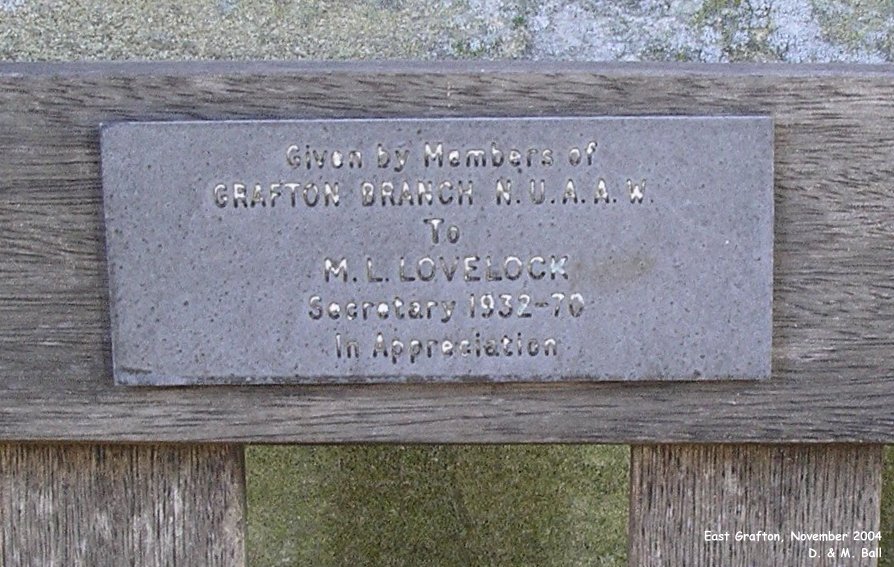 Given by Members of
GRAFTON BRANCH N.U.A.A.W.
To
M.L. LOVELOCK
Secretary 1932-70
In Appreciation
East Grafton, November 2004
D. & M. Ball